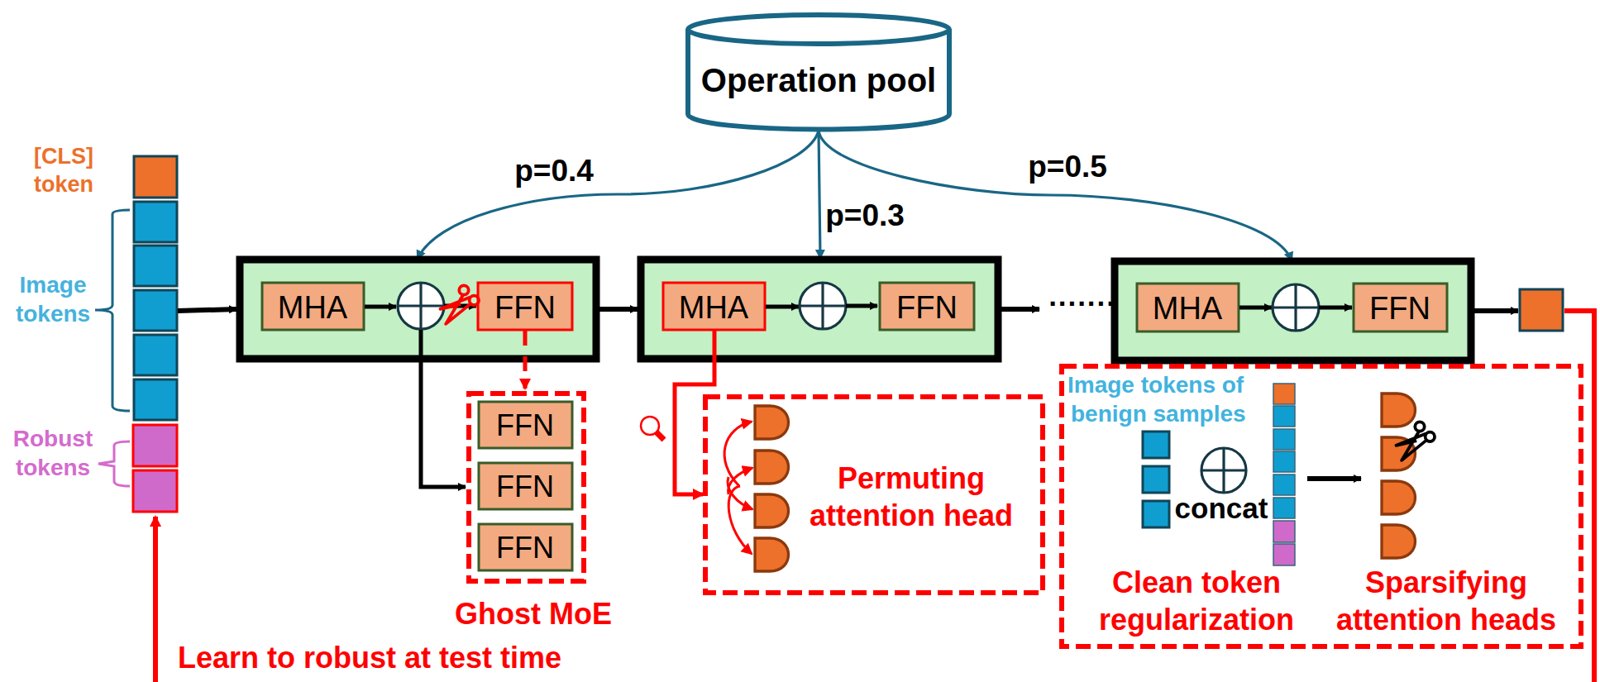 Operation pool
p=0.4
p=0.5
p=0.3
[CLS]
token
Image
tokens
Robust
tokens
MHA
FFN
MHA
FFN
.......
MHA
FFN
FFN
FFN
FFN
Ghost MoE
Permuting
attention head
Image tokens of
benign samples
concat
Clean token
regularization
Sparsifying
attention heads
Learn to robust at test time